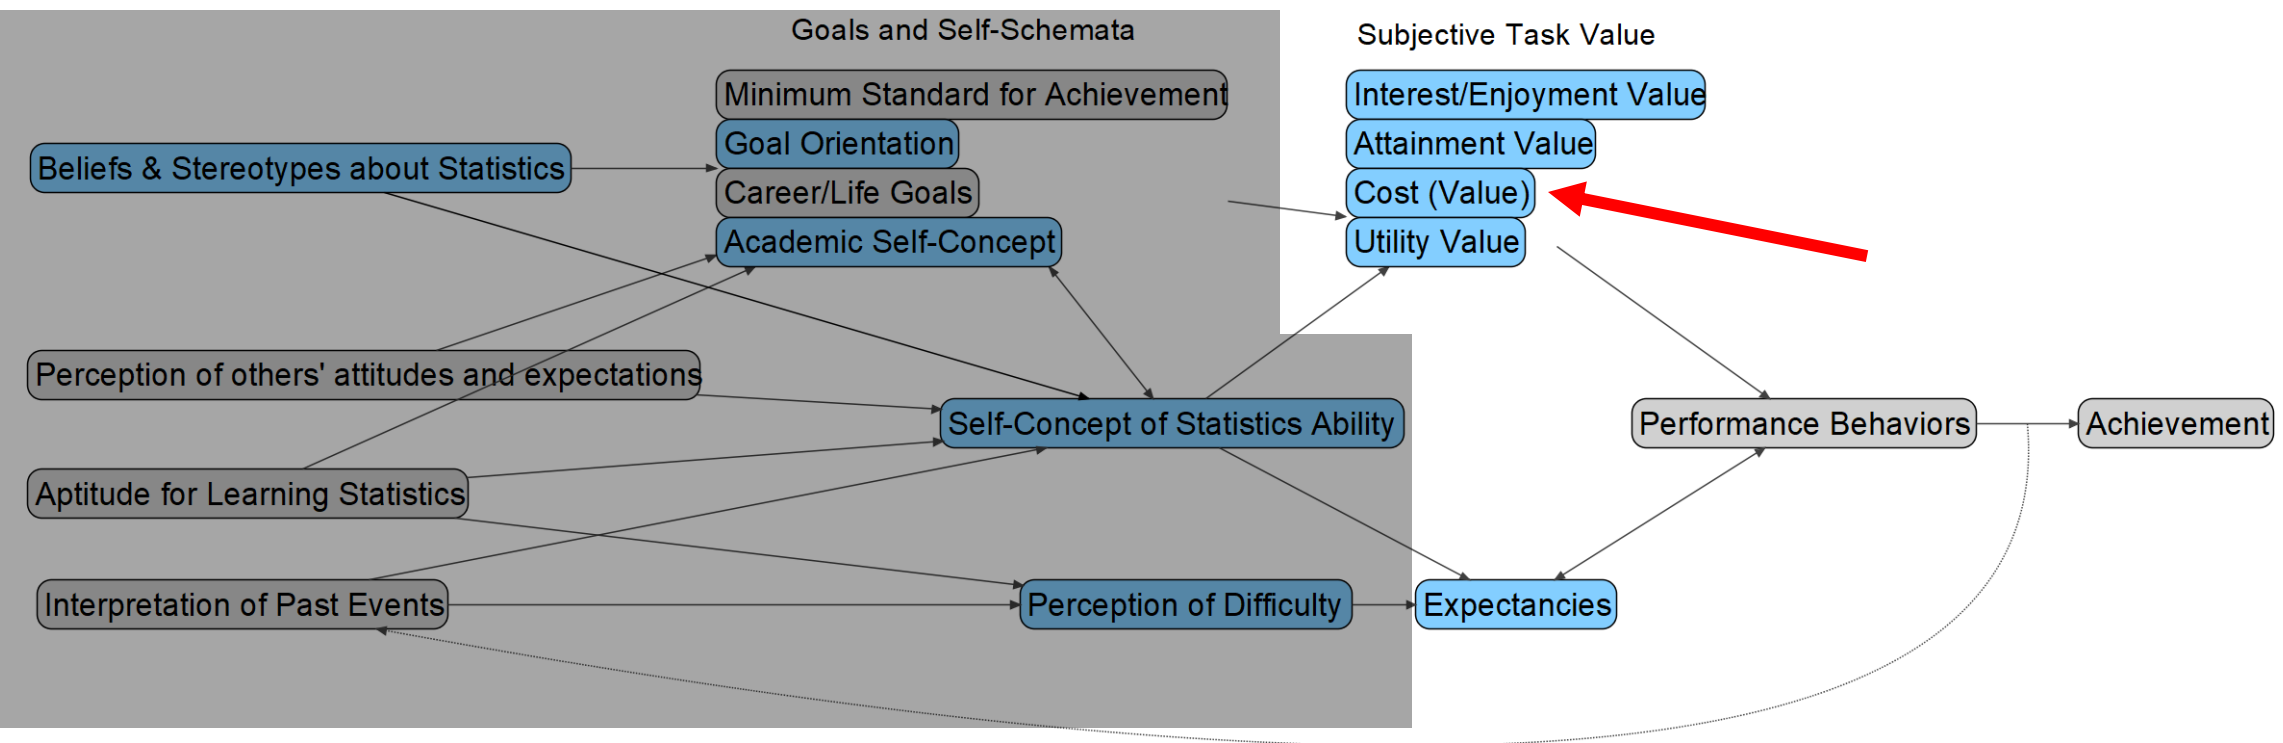 Goals and Self-Schemata
Minimum Standard for Achievement
Goal Orientation
Career/Life Goals
Academic Self-Concept
Subjective Task Value
Interest/Enjoyment Value
Attainment Value
Cost (Value)
Utility Value
Beliefs & Stereotypes about Statistics
Perception of others' attitudes and expectations
Aptitude for Learning Statistics
Interpretation of Past Events
Self-Concept of Statistics Ability
Perception of Difficulty
Expectancies
Performance Behaviors
Achievement